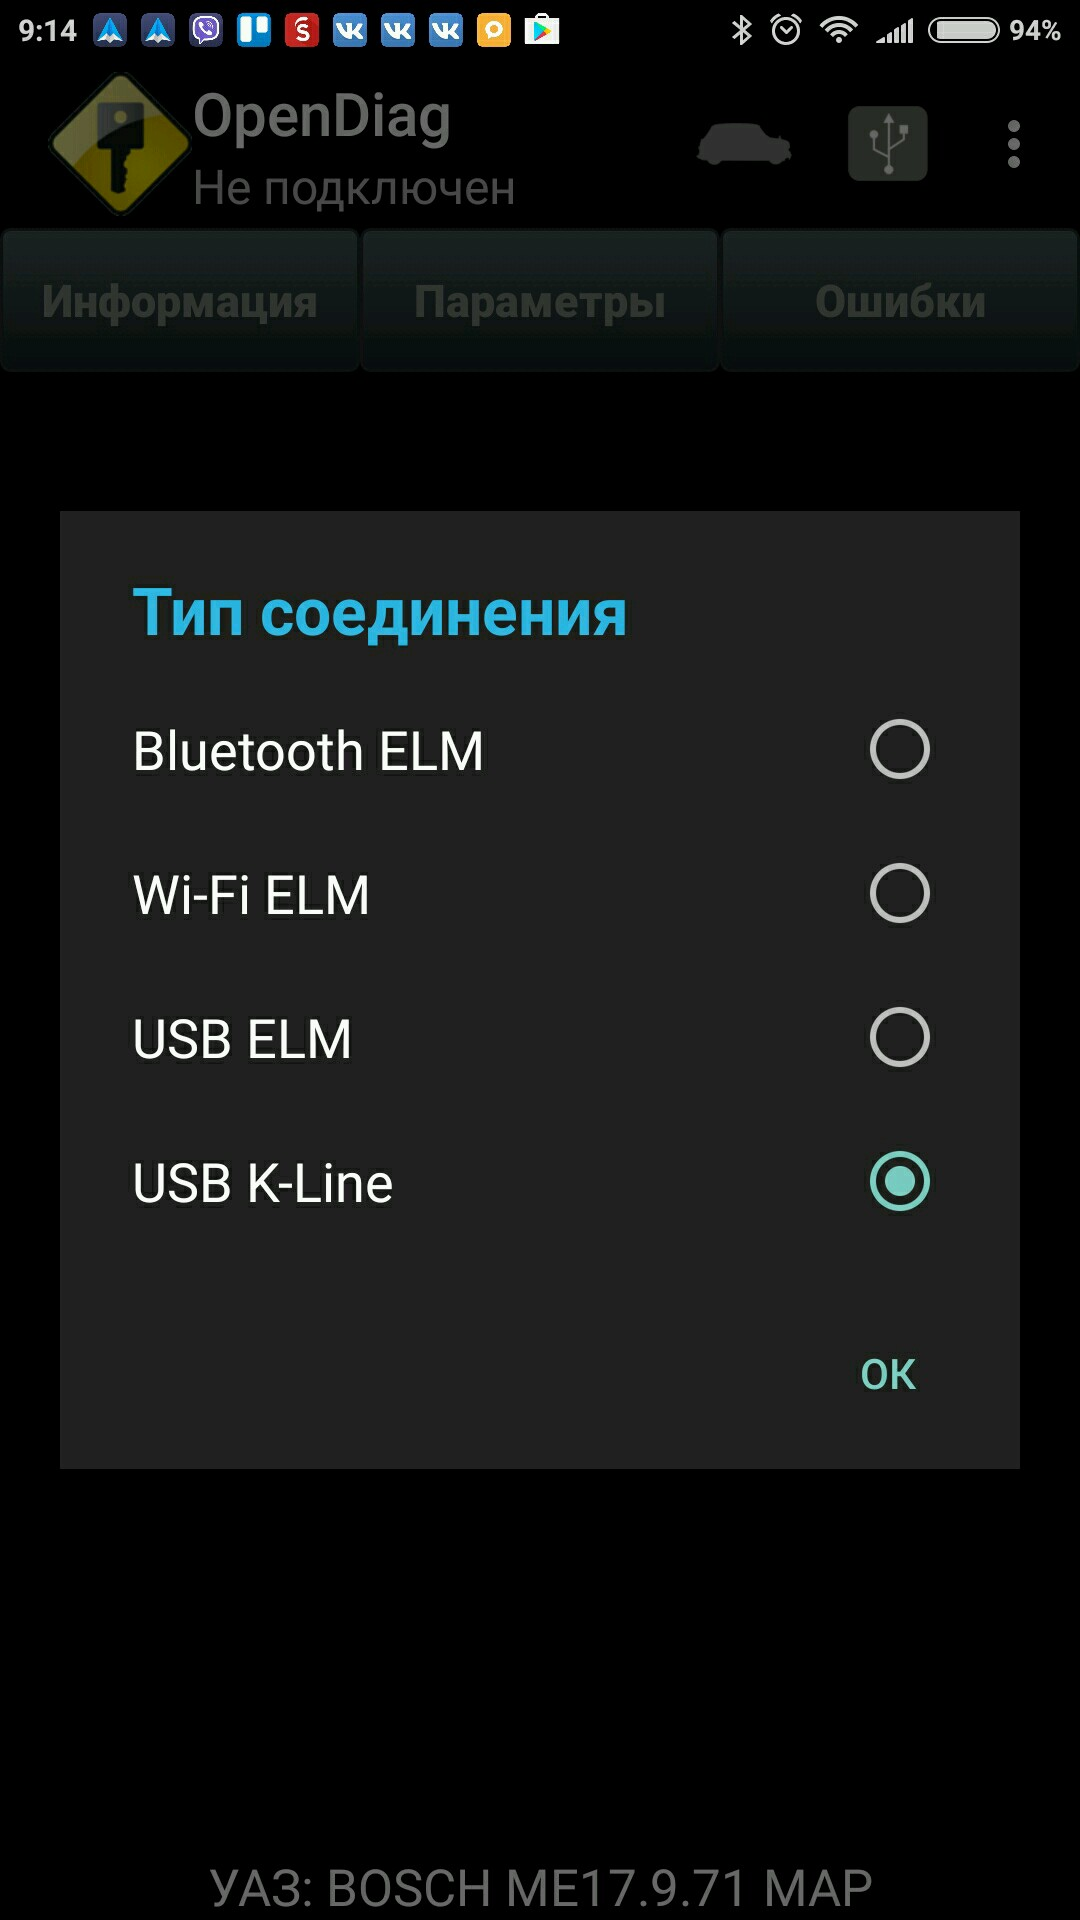 9:14
94%
OpenDiag
Не подключен
Информация Параметры Ошибки
Тип соединения
Bluetooth ELM
Wi-Fi ELM
USB ELM
USB K-Line
ОК
УАЗ: BOSCH ME17.9.71 MAP